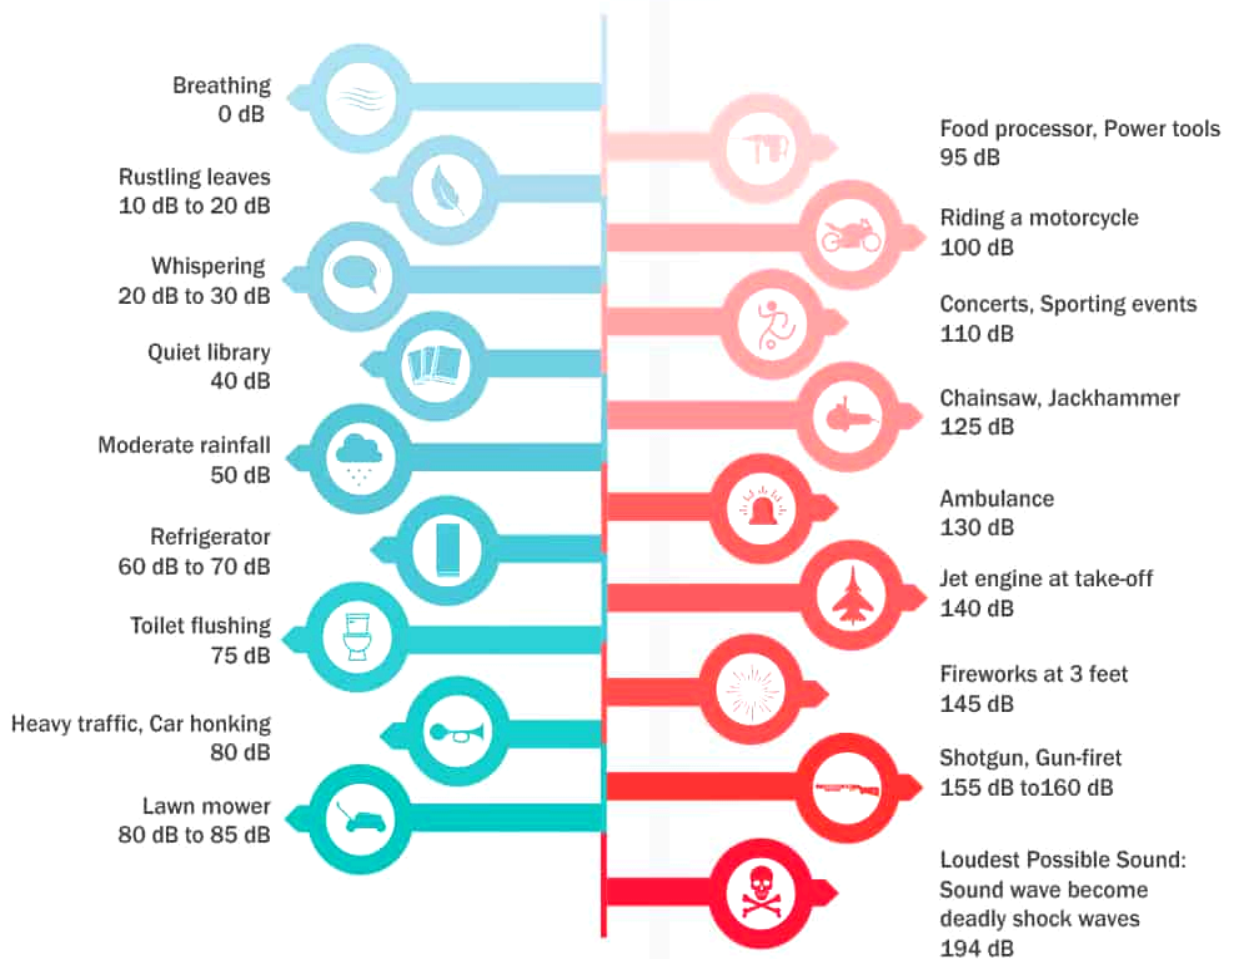 Breathing
0 dB
Rustling leaves
10 dB to 20 dB
Whispering
20 dB to 30 dB
Quiet library
40 dB
Moderate rainfall
50 dB
Refrigerator
60 dB to 70 dB
Toilet flushing
75 dB
Heavy traffic, Car honking
80 dB
Lawn mower
80 dB to 85 dB
Food processor, Power tools
95 dB
Riding a motorcycle
100 dB
Concerts, Sporting events
110 dB
Chainsaw, Jackhammer
125 dB
Ambulance
130 dB
Jet engine at take-off
140 dB
Fireworks at 3 feet
145 dB
Shotgun, Gun-firet
155 dB to160 dB
Loudest Possible Sound:
Sound wave become
deadly shock waves
194 dB